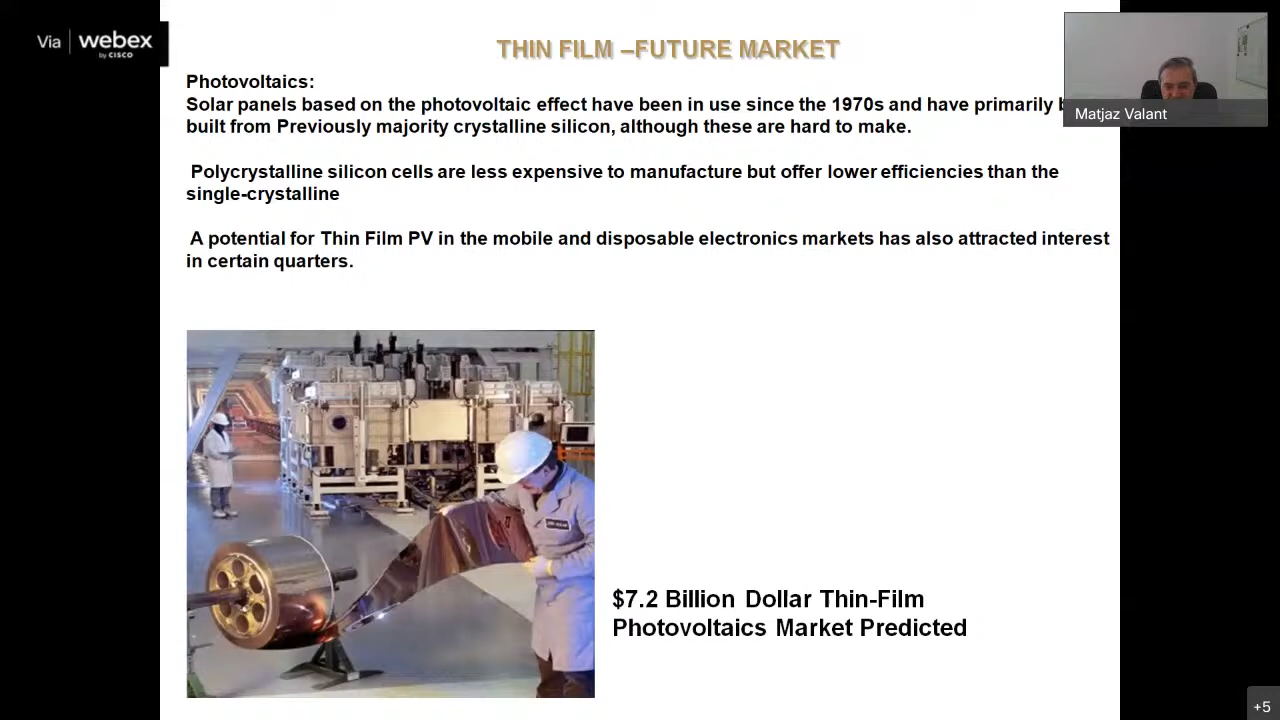 Via webex
by CISCO
THIN FILM –FUTURE MARKET
Photovoltaics:
Solar panels based on the photovoltaic effect have been in use since the 1970s and have primarily
built from Previously majority crystalline silicon, although these are hard to make.
Polycrystalline silicon cells are less expensive to manufacture but offer lower efficiencies than the
single-crystalline
A potential for Thin Film PV in the mobile and disposable electronics markets has also attracted interest
in certain quarters.
Matjaz Valant
$7.2 Billion Dollar Thin-Film
Photovoltaics Market Predicted
+5